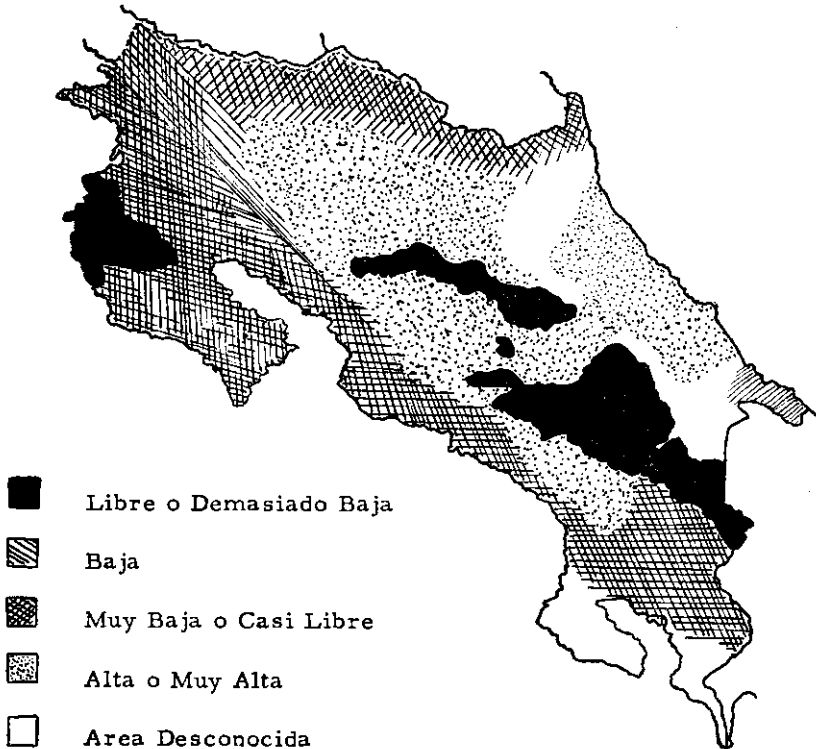 Libre o Demasiado Baja
Baja
Muy Baja o Casi Libre
Alta o Muy Alta
Area Desconocida